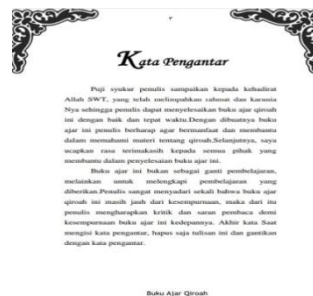 v
Kata Pengantar
Puji syukur penulis sampaikan kepada kehadirat
Allah SWT, yang telah melimpahkan rahmat dan karunia
Nya sehingga penulis dapat menyelesaikan buku ajar qiroah
ini dengan baik dan tepat waktu.Dengan dibuatnya buku
ajar ini penulis berharap agar bermanfaat dan membantu
dalam memahami materi tentang qiroah.Selanjutnya, saya
ucapkan rasa terimakasih kepada semua pihak yang
membantu dalam penyelesaian buku ajar ini.
Buku ajar ini bukan sebagai ganti pembelajaran,
melainkan untuk melengkapi pembelajaran yang
diberikan.Penulis sangat menyadari sekali bahwa buku ajar
qiroah ini masih jauh dari kesempurnaan, maka dari itu
penulis mengharapkan kritik dan saran pembaca demi
kesempurnaan buku ajar ini kedepannya. Akhir kata Saat
mengisi kata pengantar, hapus saja tulisan ini dan gantikan
dengan kata pengantar.
Buku Ajar Qiroah